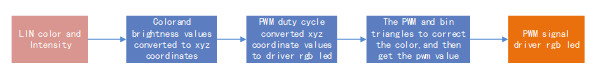 LIN color and
Intensity
Colorand
brightness values
converted to xyz
coordinates
PWM duty cycle
converted xyz
coordinate values
to driver rgb led
The PWM and bin
triangles to correct
the color, and then
get the pwm value
PWM signal
driver rgb led